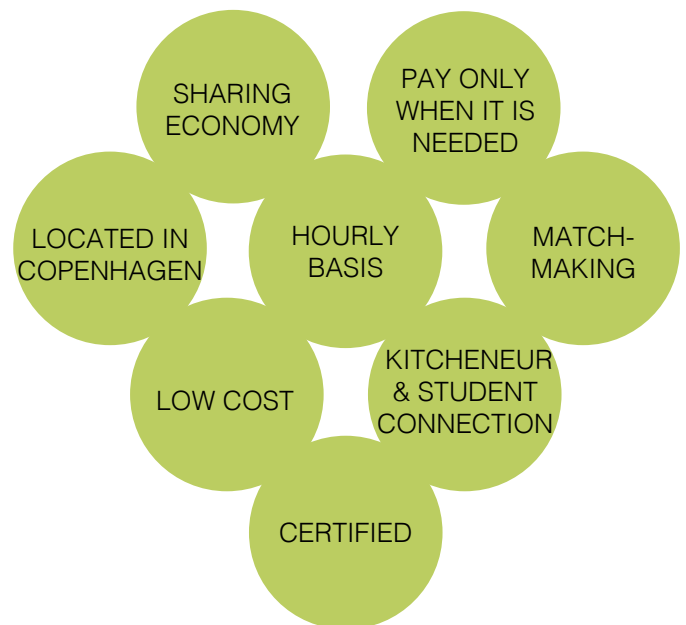 SHARING
ECONOMY
PAY ONLY
WHEN IT IS
NEEDED
LOCATED IN
COPENHAGEN
HOURLY
BASIS
MATCH-
MAKING
LOW COST
KITCHENEUR
& STUDENT
CONNECTION
CERTIFIED